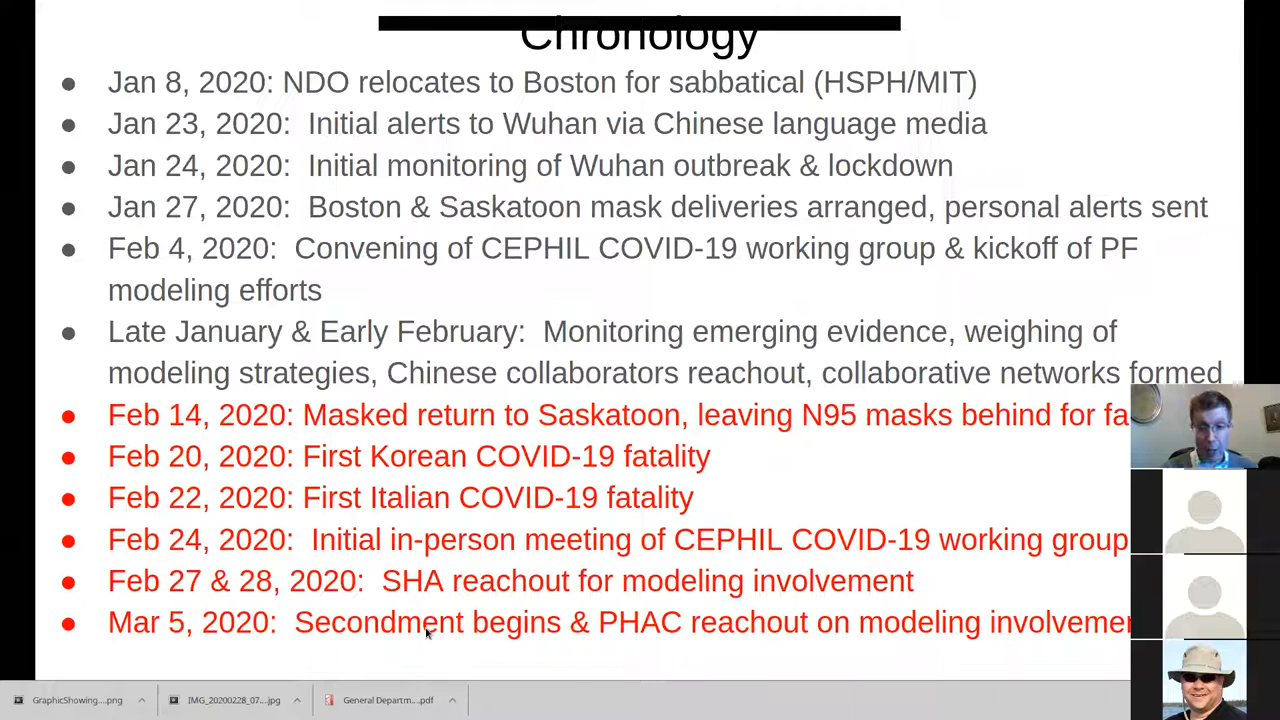 Chronology
● Jan 8, 2020: NDO relocates to Boston for sabbatical (HSPH/MIT)
● Jan 23, 2020:  Initial alerts to Wuhan via Chinese language media
● Jan 24, 2020:  Initial monitoring of Wuhan outbreak & lockdown
● Jan 27, 2020:  Boston & Saskatoon mask deliveries arranged, personal alerts sent
● Feb 4, 2020:  Convening of CEPHIL COVID-19 working group & kickoff of PF
modeling efforts
● Late January & Early February:  Monitoring emerging evidence, weighing of
modeling strategies, Chinese collaborators reachout, collaborative networks formed
● Feb 14, 2020: Masked return to Saskatoon, leaving N95 masks behind for
● Feb 20, 2020: First Korean COVID-19 fatality
● Feb 22, 2020: First Italian COVID-19 fatality
● Feb 24, 2020:  Initial in-person meeting of CEPHIL COVID-19 working group
● Feb 27 & 28, 2020:  SHA reachout for modeling involvement
● Mar 5, 2020:  Secondment begins & PHAC reachout on modeling
GraphicShowing....png
IMG_20200228_07...jpg
General Departm....pdf